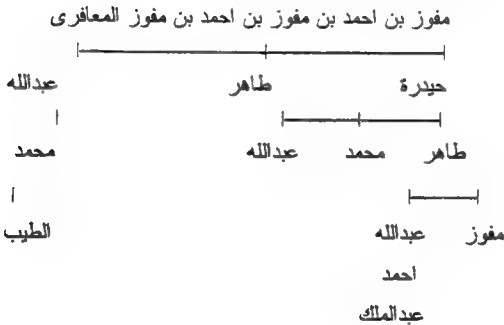 مفوز بن احمد بن مفوز بن احمد بن مفوز المعافرى
حيدرة طاهر عبدالله
طاهر محمد عبدالله محمد
مفوز عبدالله الطيب
احمد
عبدالملك